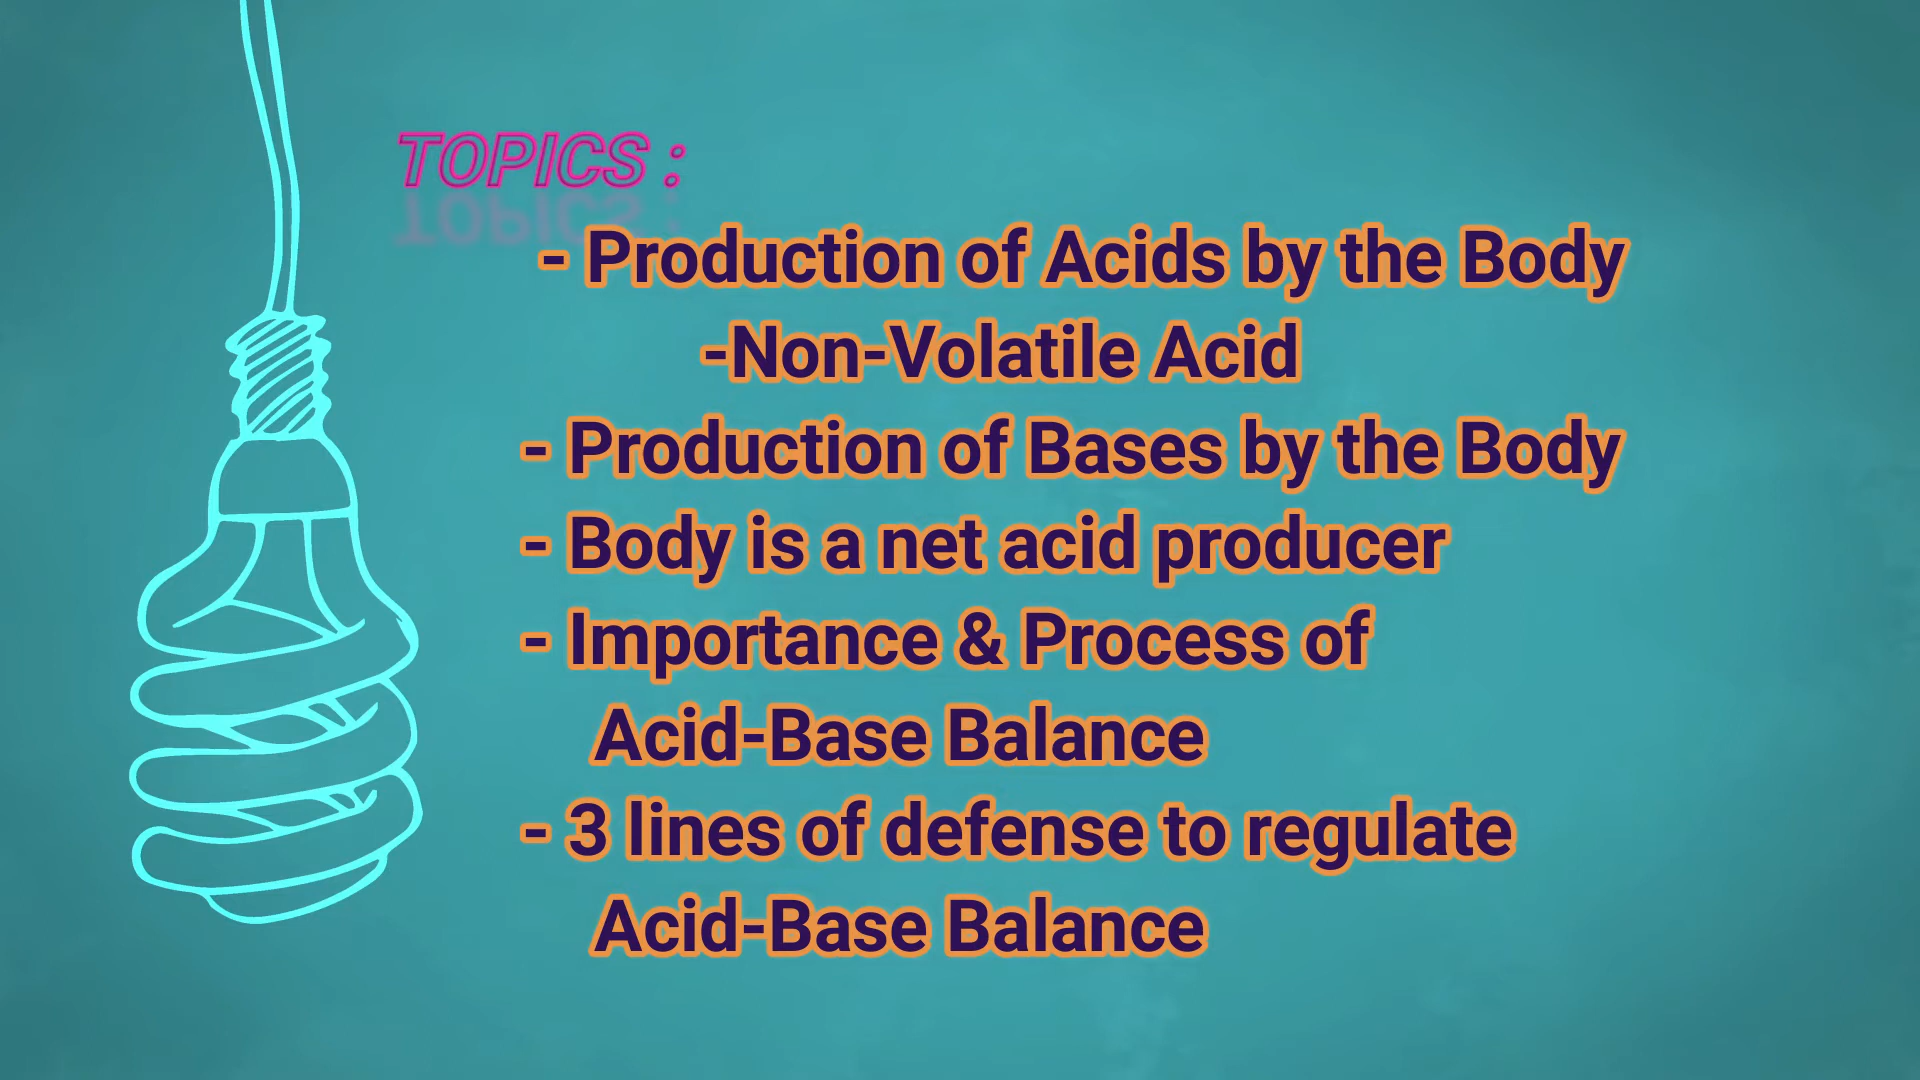 TOPICS :
- Production of Acids by the Body
-Non-Volatile Acid
- Production of Bases by the Body
- Body is a net acid producer
- Importance & Process of
Acid-Base Balance
- 3 lines of defense to regulate
Acid-Base Balance